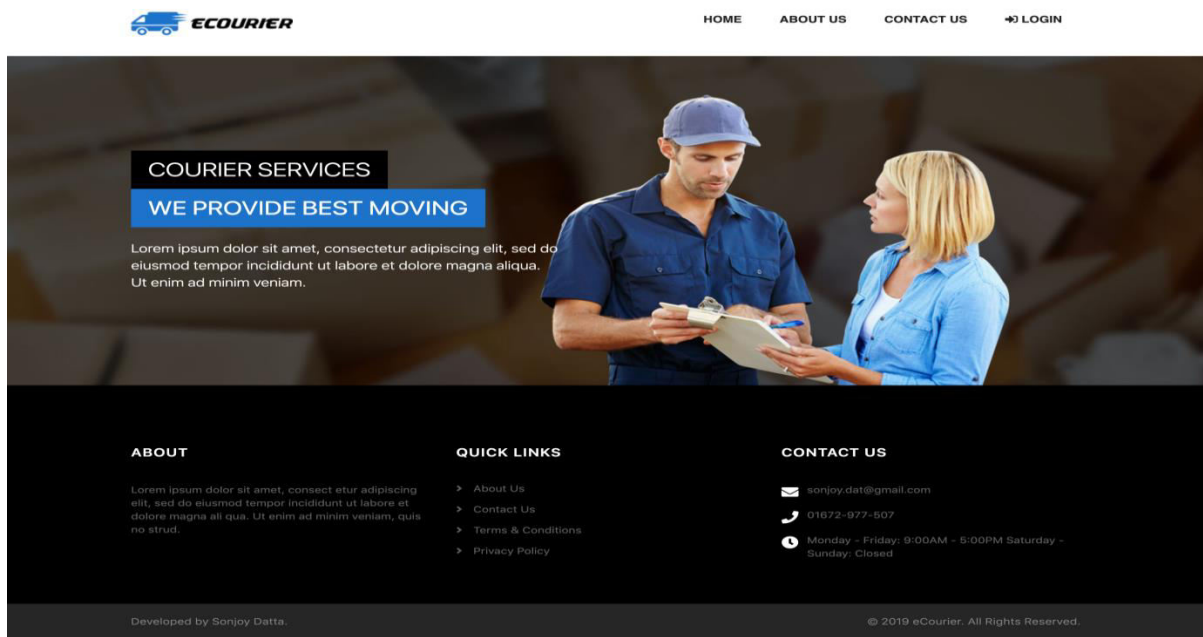 ECOURIER
HOME ABOUT US CONTACT US LOGIN
COURIER SERVICES
WE PROVIDE BEST MOVING
Lorem ipsum dolor sit amet, consectetur adipiscing elit, sed do
eiusmod tempor incididunt ut labore et dolore magna aliqua.
Ut enim ad minim veniam.
ABOUT
Lorem ipsum dolor sit amet, consect etur adipiscing
elit, sed do eiusmod tempor incididunt ut labore et
dolore magna ali qua. Ut enim ad minim veniam, quis
no strud.
QUICK LINKS
About Us
Contact Us
Terms & Conditions
Privacy Policy
CONTACT US
sonjoy.dat@gmail.com
01672-977-507
Monday - Friday: 9:00AM - 5:00PM Saturday -
Sunday: Closed
Developed by Sonjoy Datta.
© 2019 eCourier. All Rights Reserved.